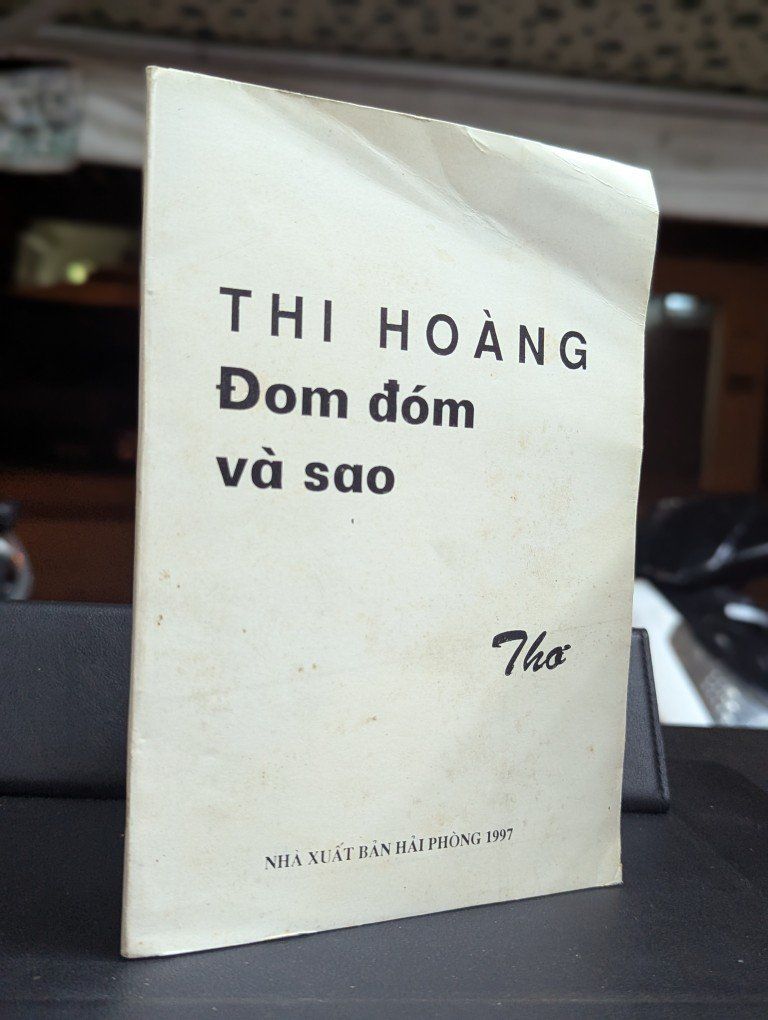 THI HOÀNG
Đom đóm
và sao
Thơ
NHÀ XUẤT BẢN HẢI PHÒNG 1997